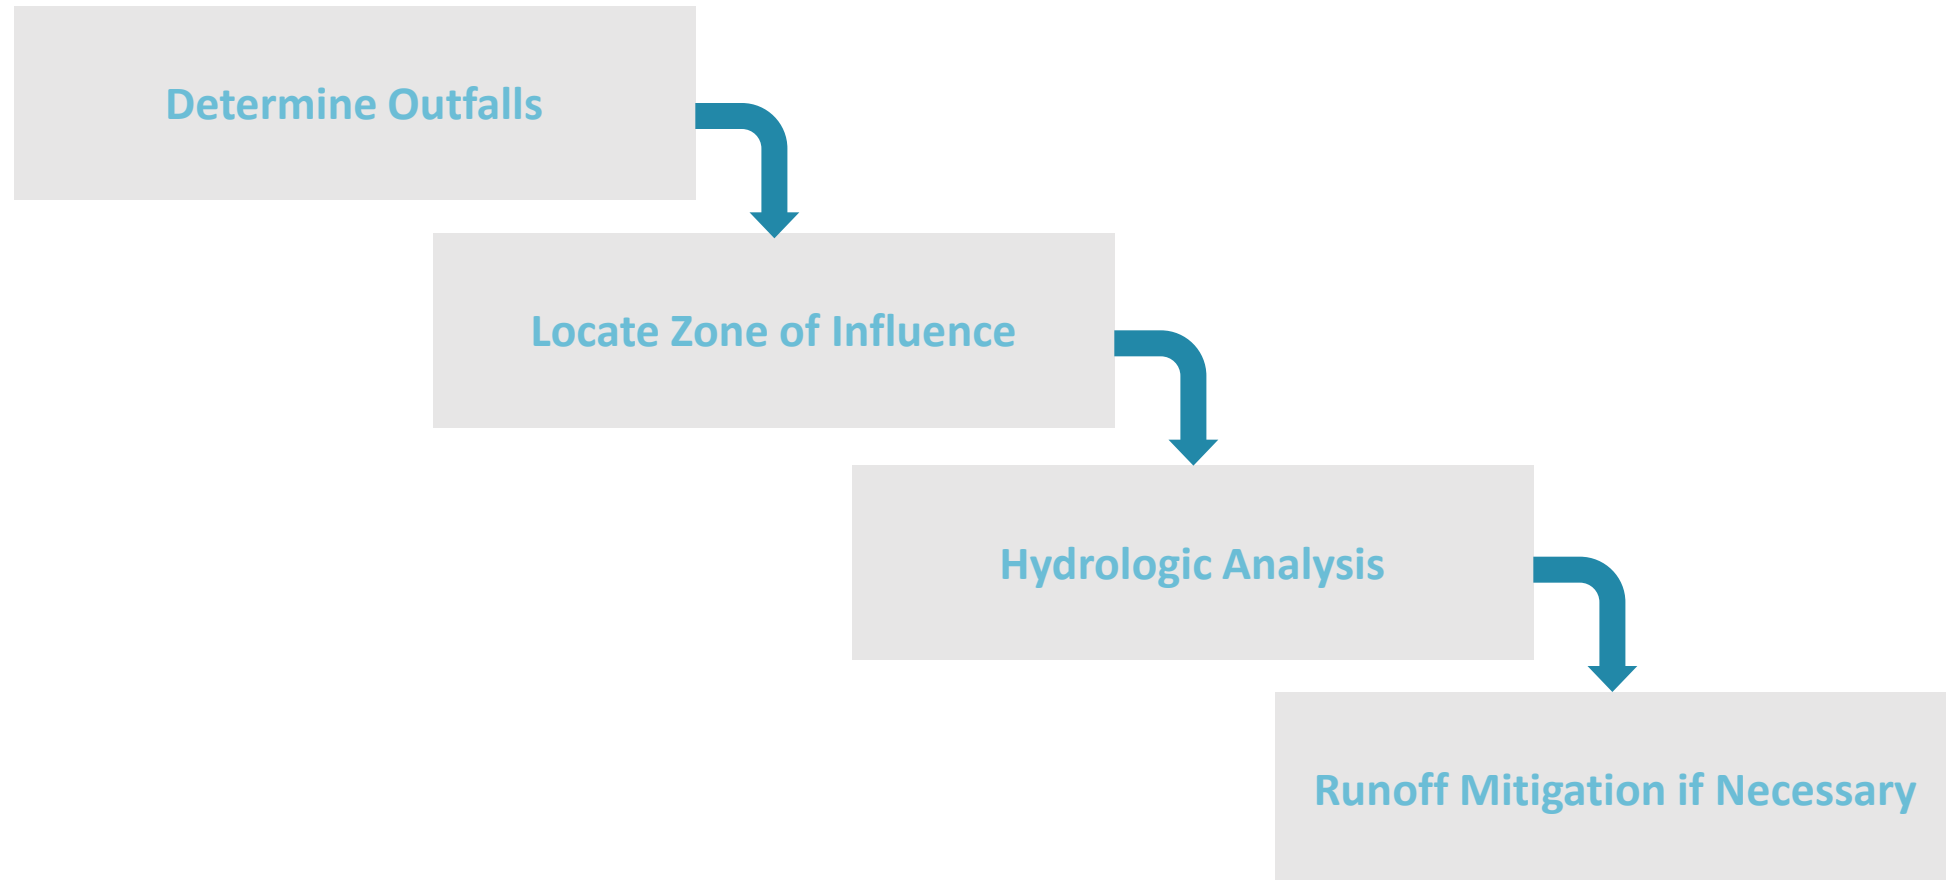 Determine Outfalls
Locate Zone of Influence
Hydrologic Analysis
Runoff Mitigation if Necessary